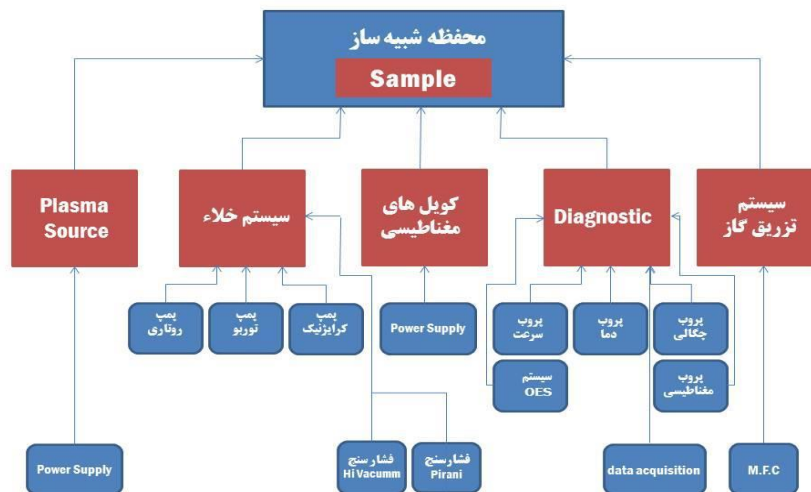 محفظه شبیه ساز
Sample
Plasma
Source
سیستم خلاء
کویل های
مغناطیسی
Diagnostic
سیستم
تزریق گاز
پمپ
روتاری
پمپ
توربو
پمپ
کرایژنیک
Power Supply
پروب
سرعت
پروب
دما
پروب
چگالی
سیستم
OES
پروب
مغناطیسی
Power Supply
فشارسنج
Hi Vacumm
فشارسنج
Pirani
data acquisition
M.F.C